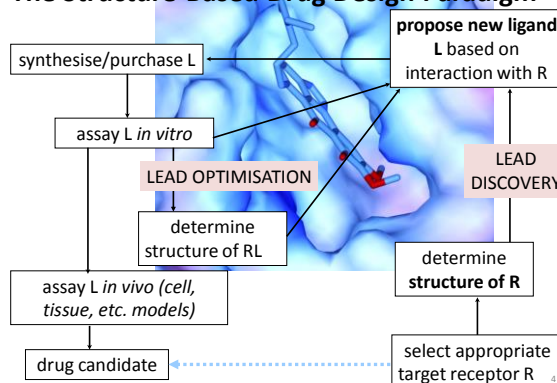 The Structure-Based Drug Design Paradigm
propose new ligand
L based on
interaction with R
synthesise/purchase L
assay L in vitro
LEAD OPTIMISATION
LEAD
DISCOVERY
determine
structure of RL
determine
structure of R
assay L in vivo (cell,
tissue, etc. models)
drug candidate
select appropriate
target receptor R
4